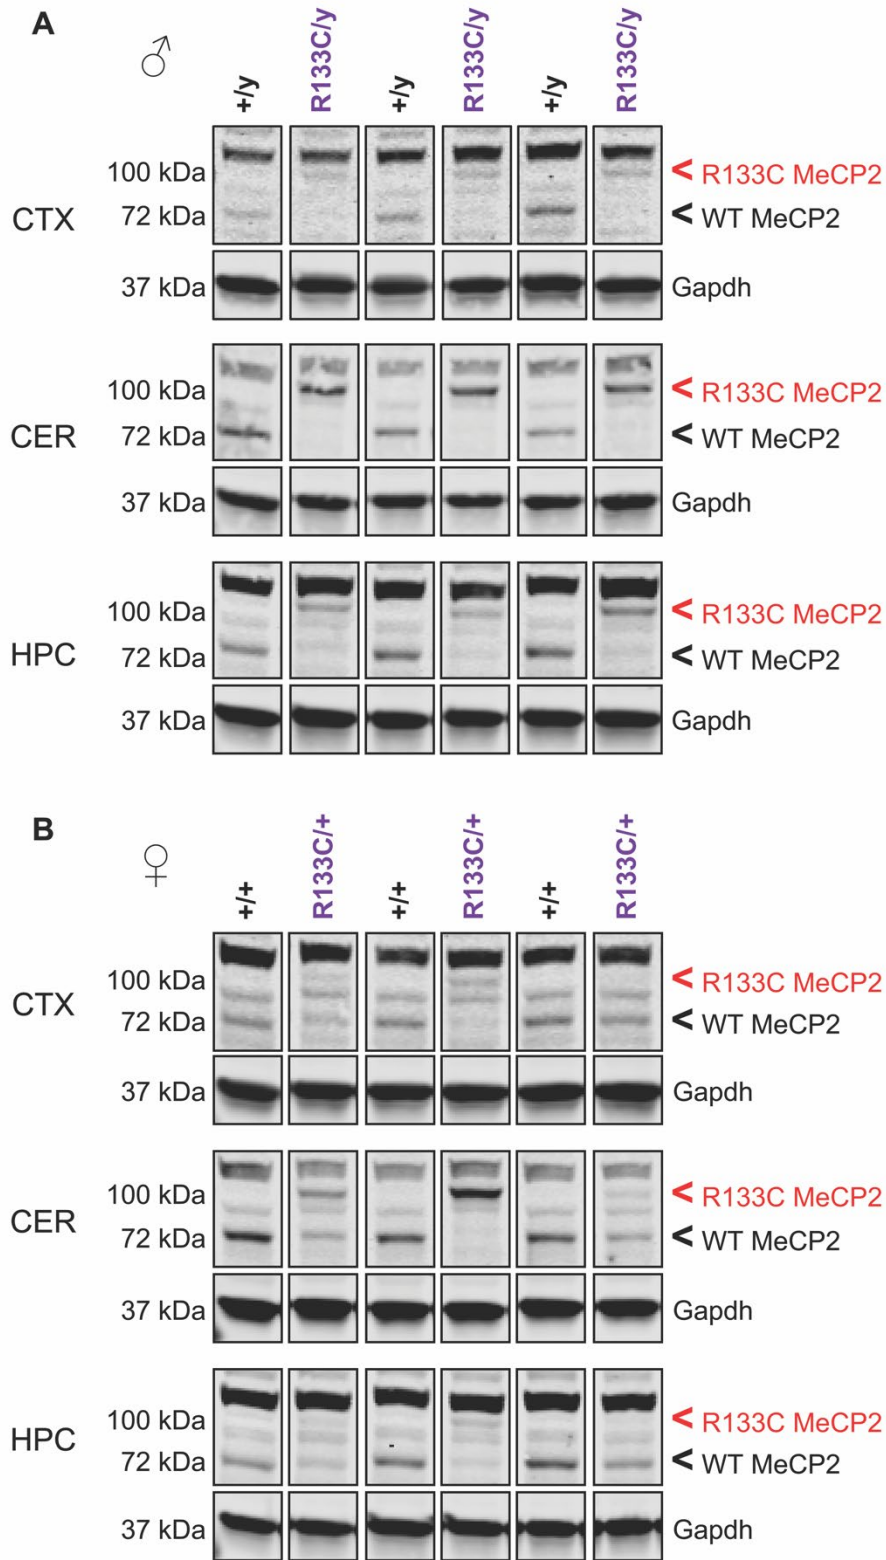 A
♂
+/y R133C/y +/y R133C/y +/y R133C/y
CTX
100 kDa
72 kDa
37 kDa
< R133C MeCP2
< WT MeCP2
Gapdh
CER
100 kDa
72 kDa
37 kDa
< R133C MeCP2
< WT MeCP2
Gapdh
HPC
100 kDa
72 kDa
37 kDa
< R133C MeCP2
< WT MeCP2
Gapdh
B
♀
+/+ R133C/+ +/+ R133C/+ +/+ R133C/+
CTX
100 kDa
72 kDa
37 kDa
< R133C MeCP2
< WT MeCP2
Gapdh
CER
100 kDa
72 kDa
37 kDa
< R133C MeCP2
< WT MeCP2
Gapdh
HPC
100 kDa
72 kDa
37 kDa
< R133C MeCP2
< WT MeCP2
Gapdh